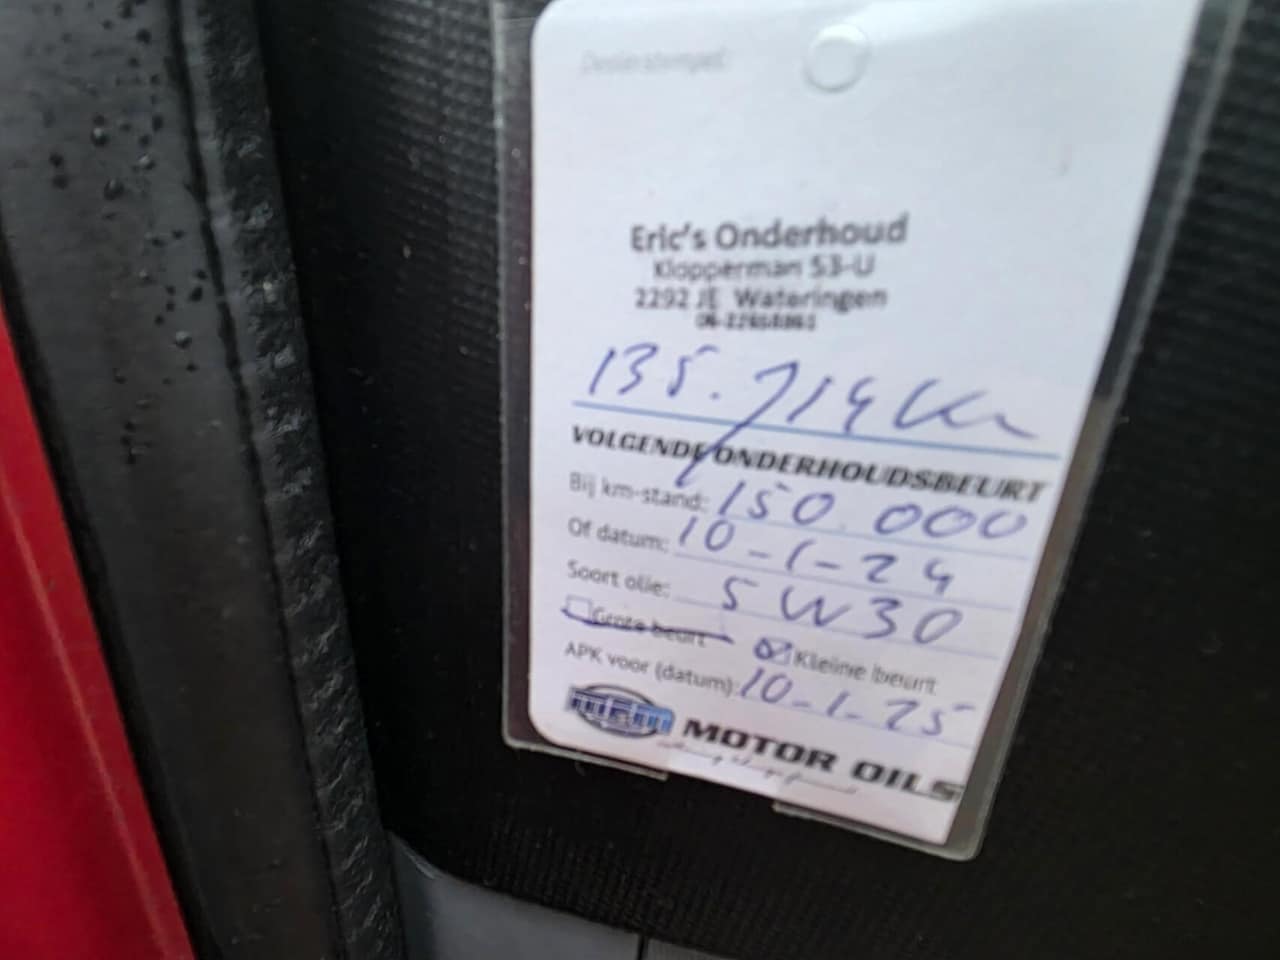 Dealerstempel:
Eric's Onderhoud
Klopperman 53-U
2292 JE Wateringen
135.714 Km
VOLGENDE ONDERHOUDSBEURT
Bij km-stand: 150.000
Of datum: 10-1-24
Soort olie: 5W30
Grote beurt Kleine beurt
APK voor (datum): 10-1-25
MOTOR OILS